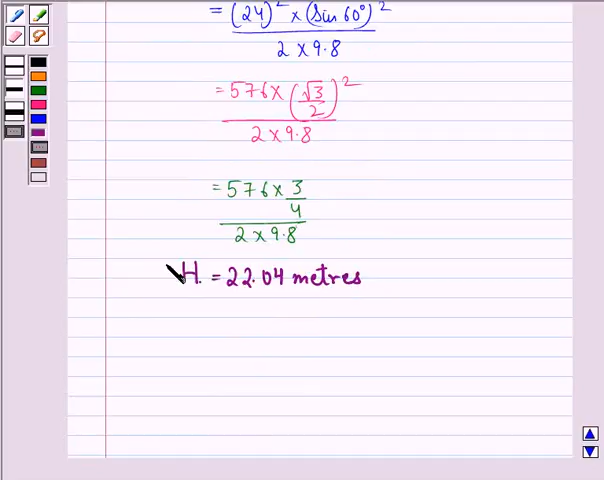 = (24)² × (Sin 60°)²
2 × 9.8
= 576 × (√3/2)²
2 × 9.8
= 576 × 3/4
2 × 9.8
H. = 22.04 metres